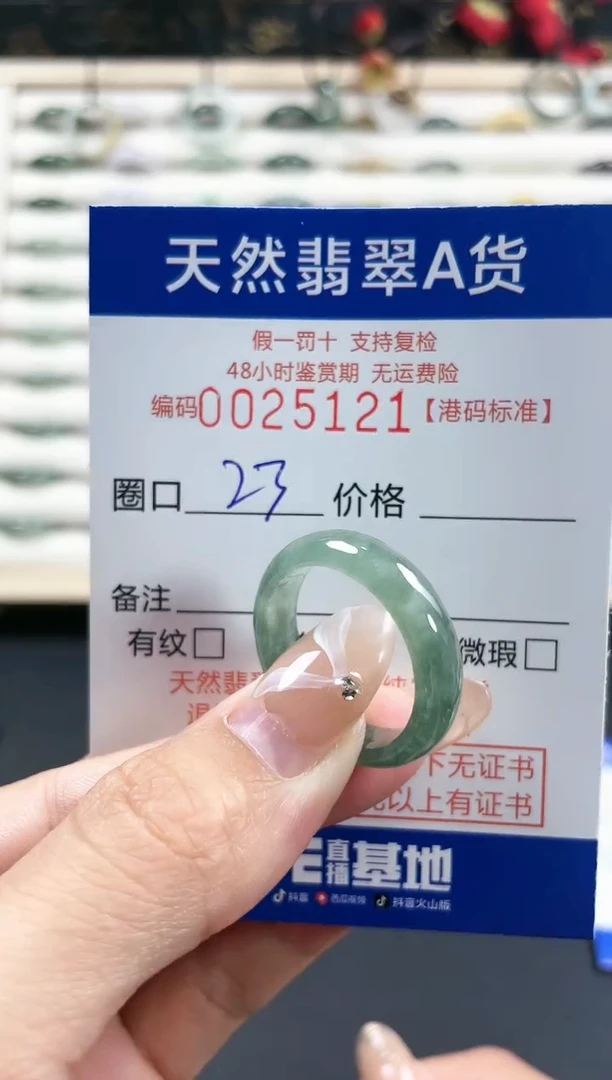 天然翡翠A货
假一罚十 支持复检
48小时鉴赏期 无运费险
编码0025121【港码标准】
圈口 23 价格
备注
有纹□ 微瑕□
天然翡
退
下无证书
以上有证书
直播基地
抖音 西瓜视频 抖音火山版